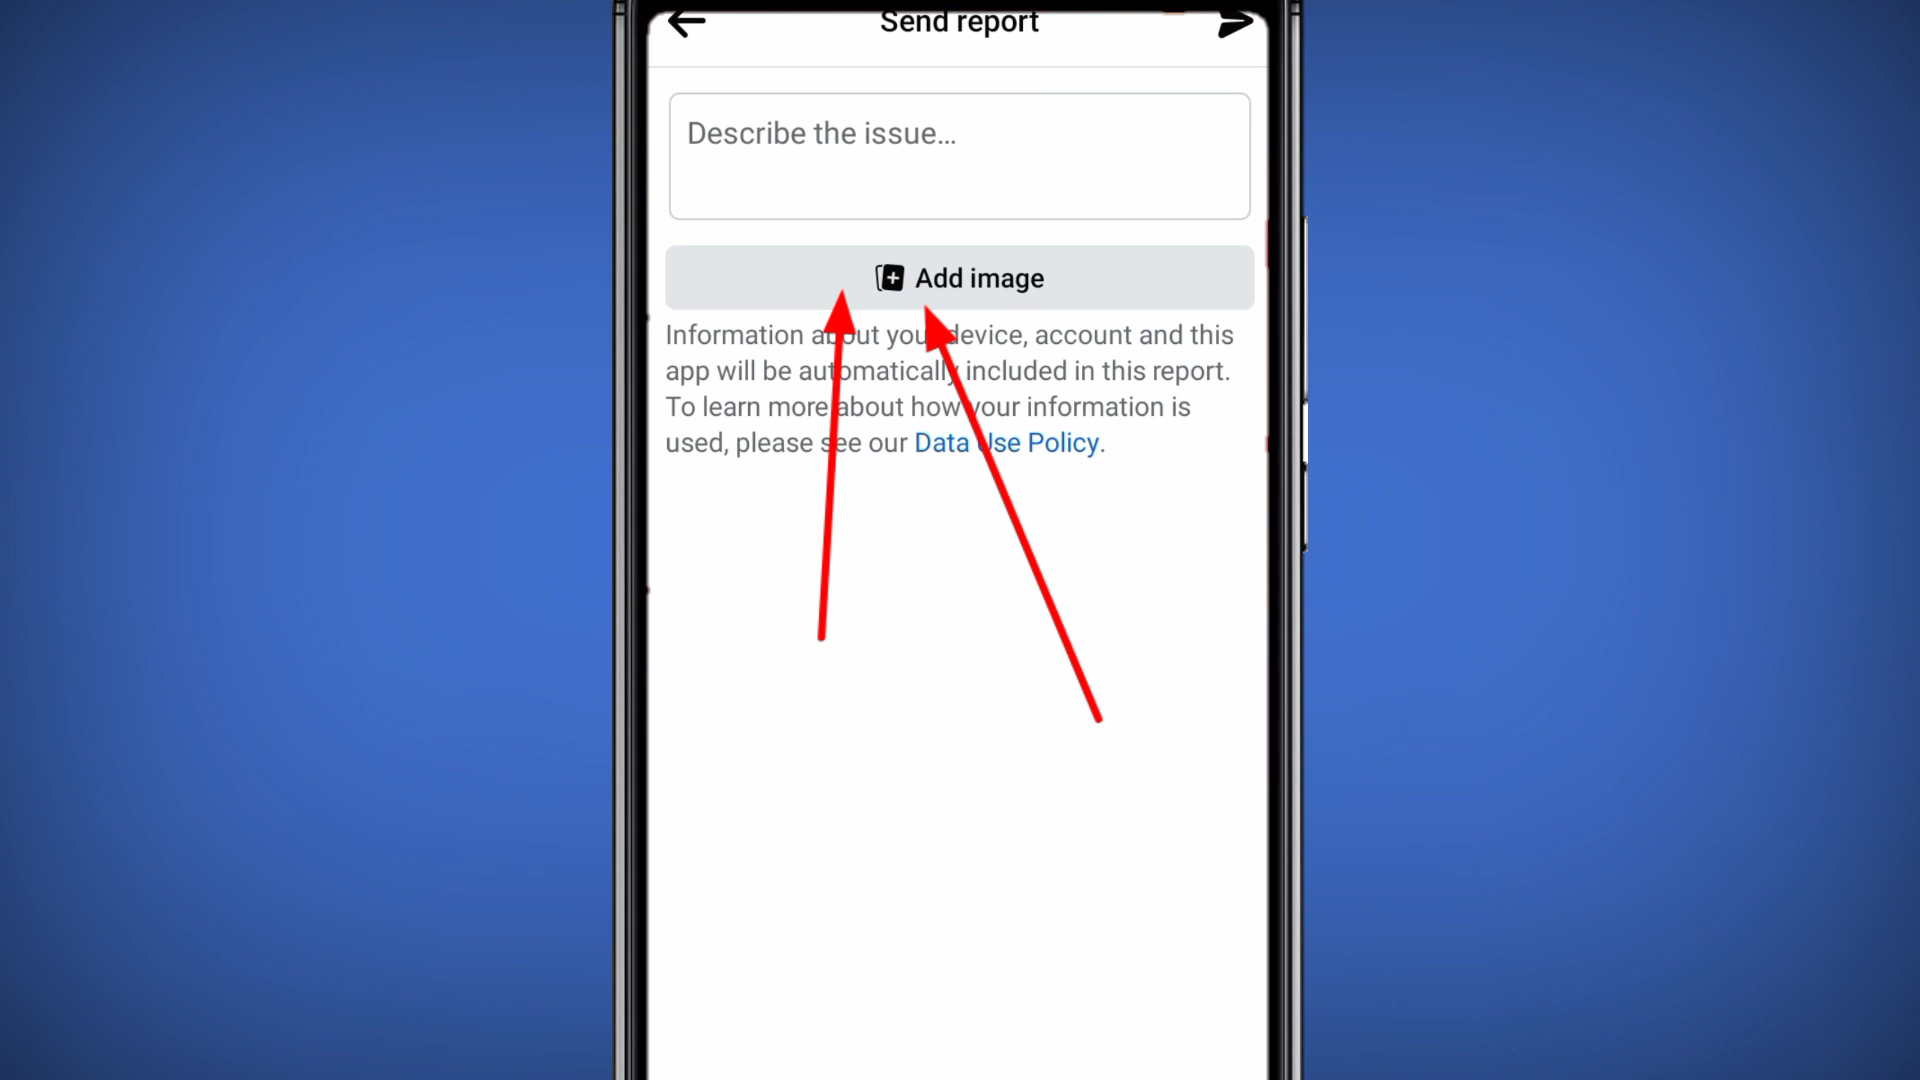 Send report
Describe the issue...
Add image
Information about your device, account and this
app will be automatically included in this report.
To learn more about how your information is
used, please see our Data Use Policy.